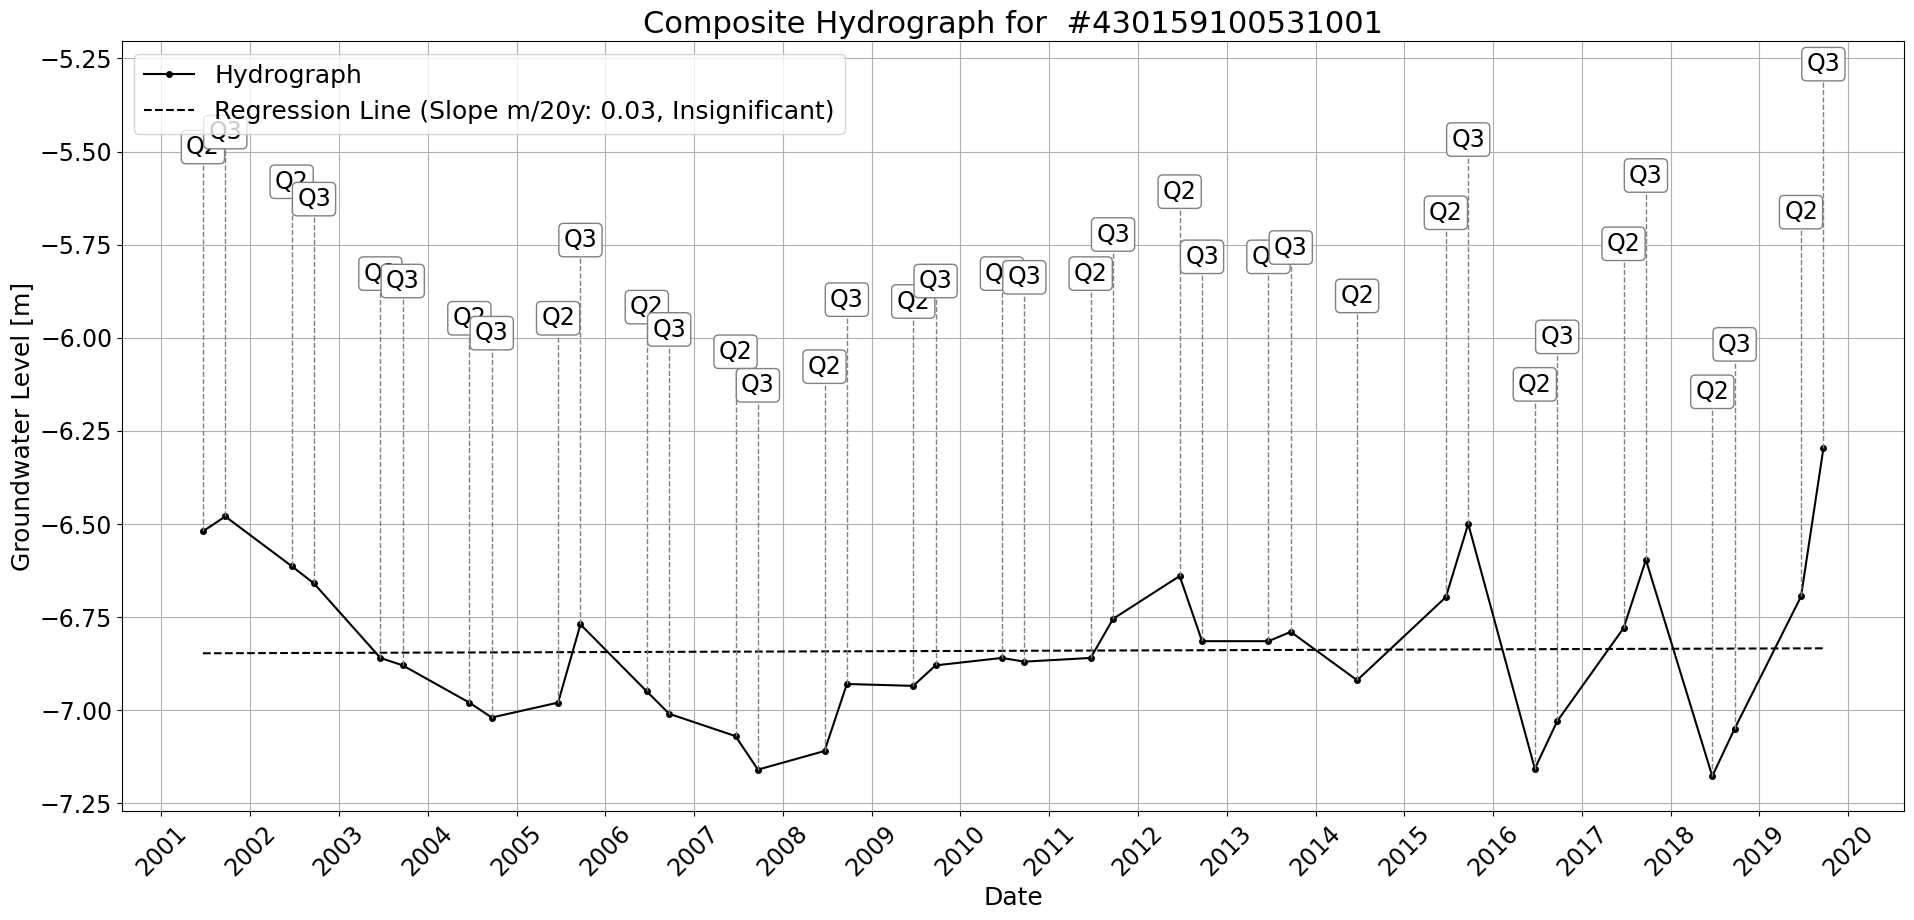 Composite Hydrograph for #430159100531001
Hydrograph
Regression Line (Slope m/20y: 0.03, Insignificant)
Groundwater Level [m]
−5.25
−5.50
−5.75
−6.00
−6.25
−6.50
−6.75
−7.00
−7.25
Q2
Q3
Q2
Q3
Q2
Q3
Q2
Q3
Q2
Q3
Q2
Q3
Q2
Q3
Q2
Q3
Q2
Q3
Q2
Q3
Q2
Q3
Q2
Q3
Q2
Q3
Q2
Q2
Q3
Q2
Q3
Q2
Q3
Q2
Q3
Q2
Q3
2001
2002
2003
2004
2005
2006
2007
2008
2009
2010
2011
2012
2013
2014
2015
2016
2017
2018
2019
2020
Date